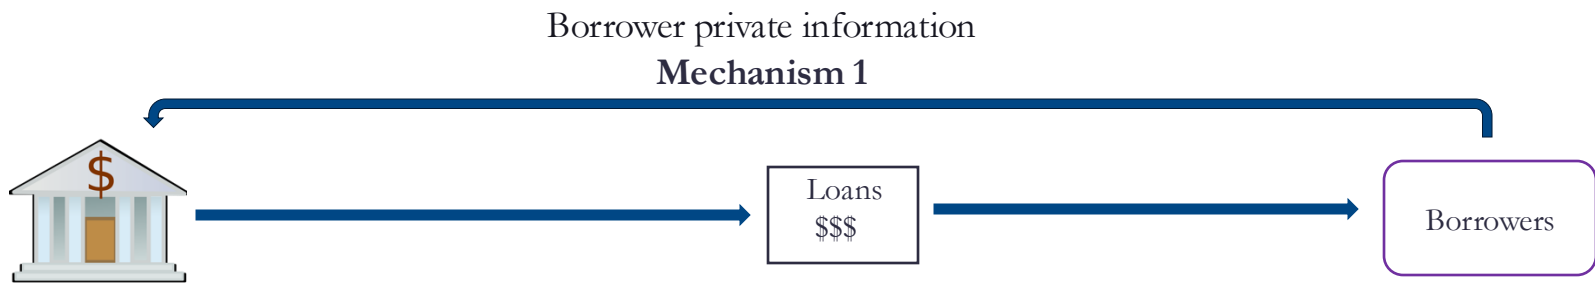 Borrower private information
Mechanism 1
$
Loans
$$$
Borrowers